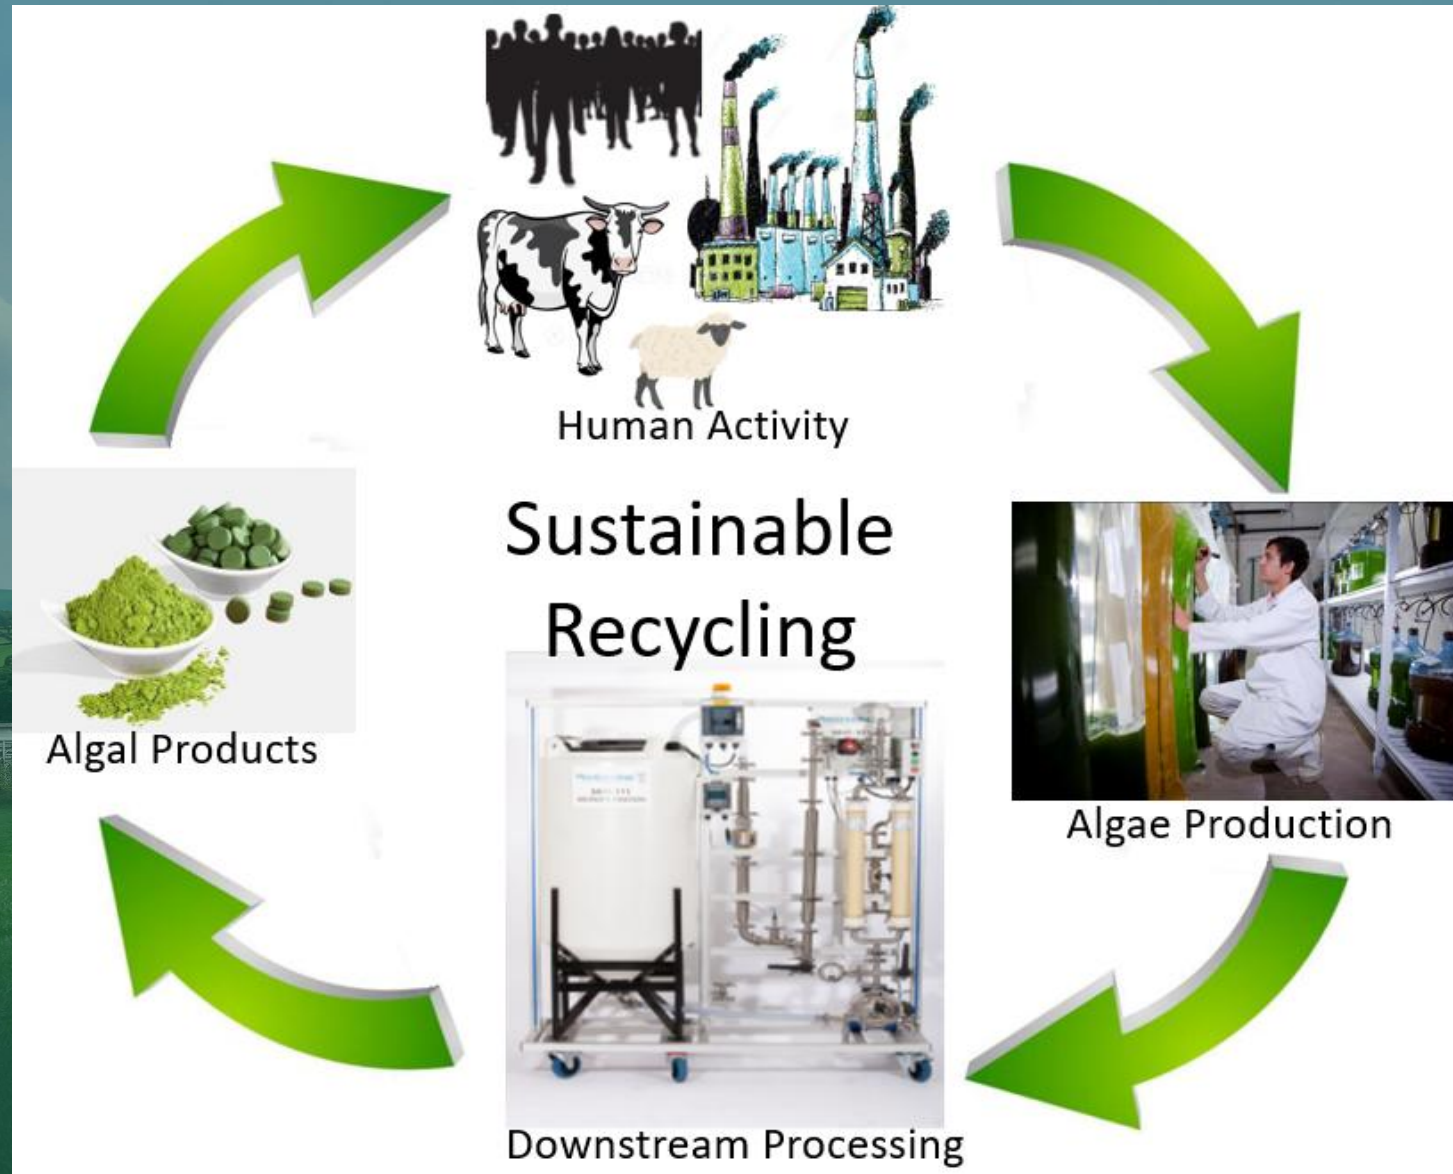 Human Activity
Sustainable
Recycling
Algal Products
Algae Production
Downstream Processing